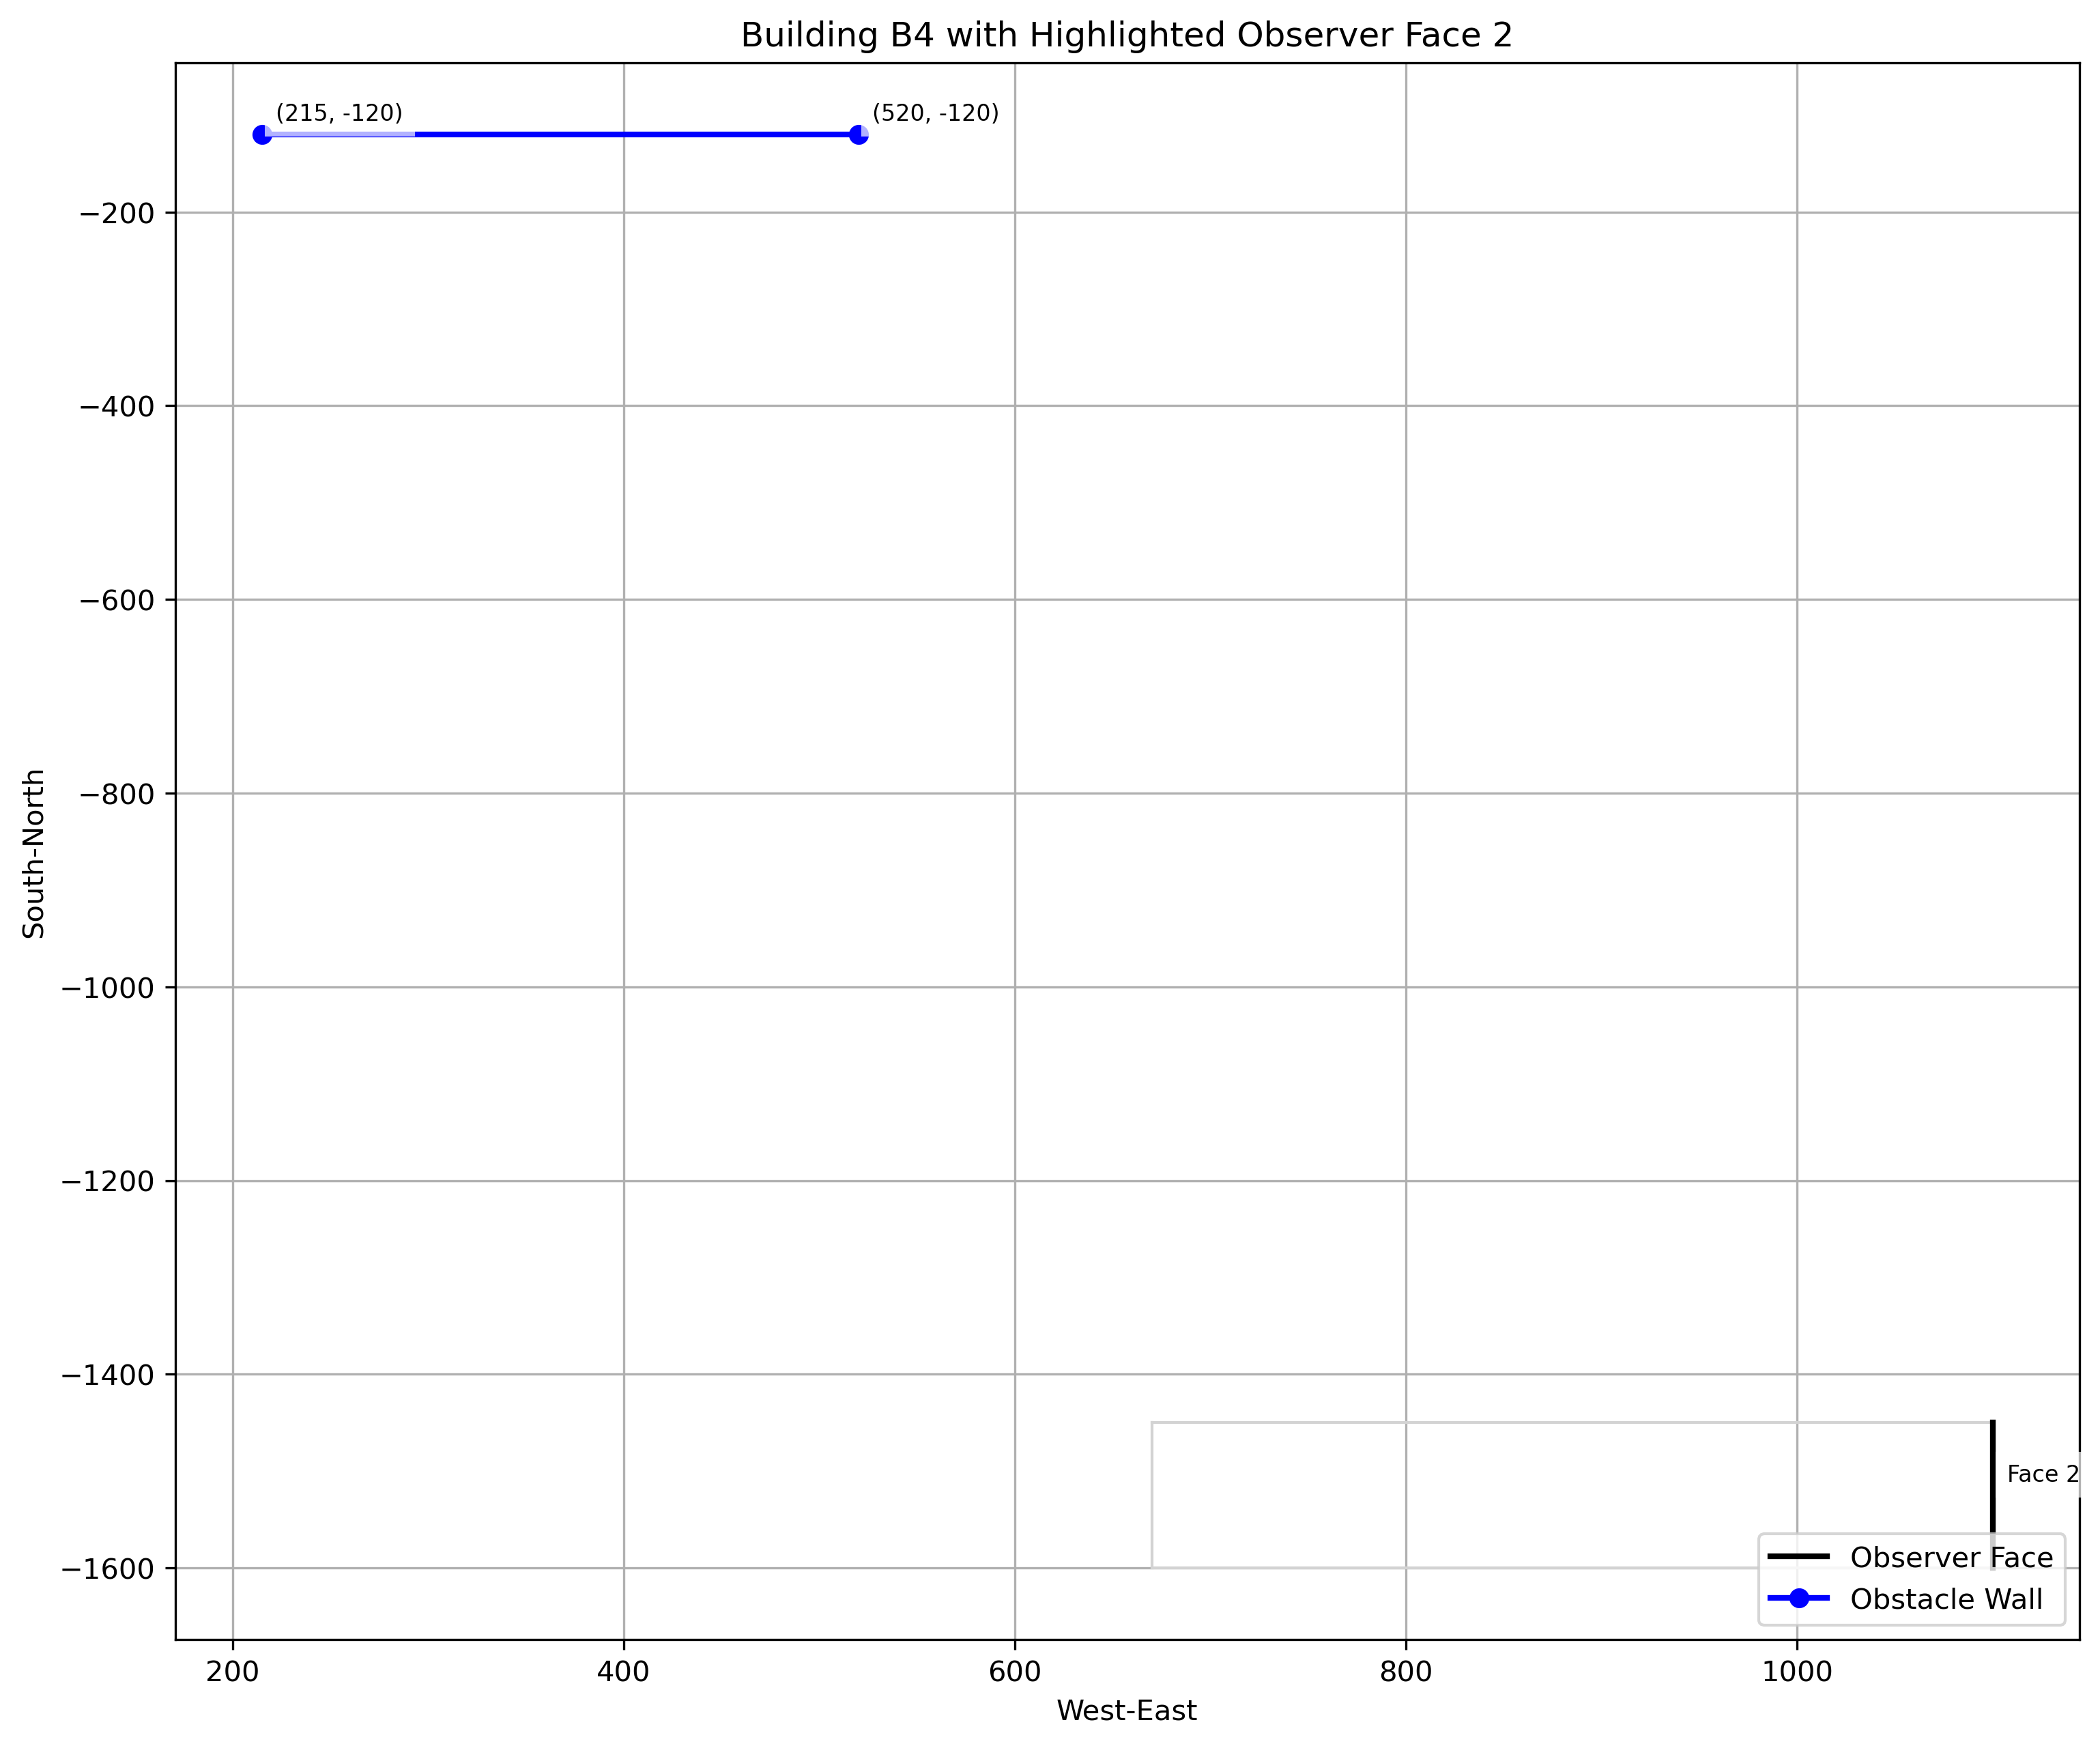 Building B4 with Highlighted Observer Face 2
(215, -120)
(520, -120)
−200
−400
−600
−800
−1000
−1200
−1400
−1600
South-North
Face 2
Observer Face
Obstacle Wall
200
400
600
800
1000
West-East